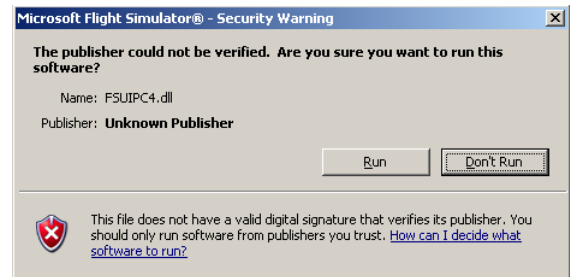 Microsoft Flight Simulator® - Security Warning
The publisher could not be verified. Are you sure you want to run this
software?
Name: FSUIPC4.dll
Publisher: Unknown Publisher
Run Don't Run
This file does not have a valid digital signature that verifies its publisher. You
should only run software from publishers you trust. How can I decide what
software to run?